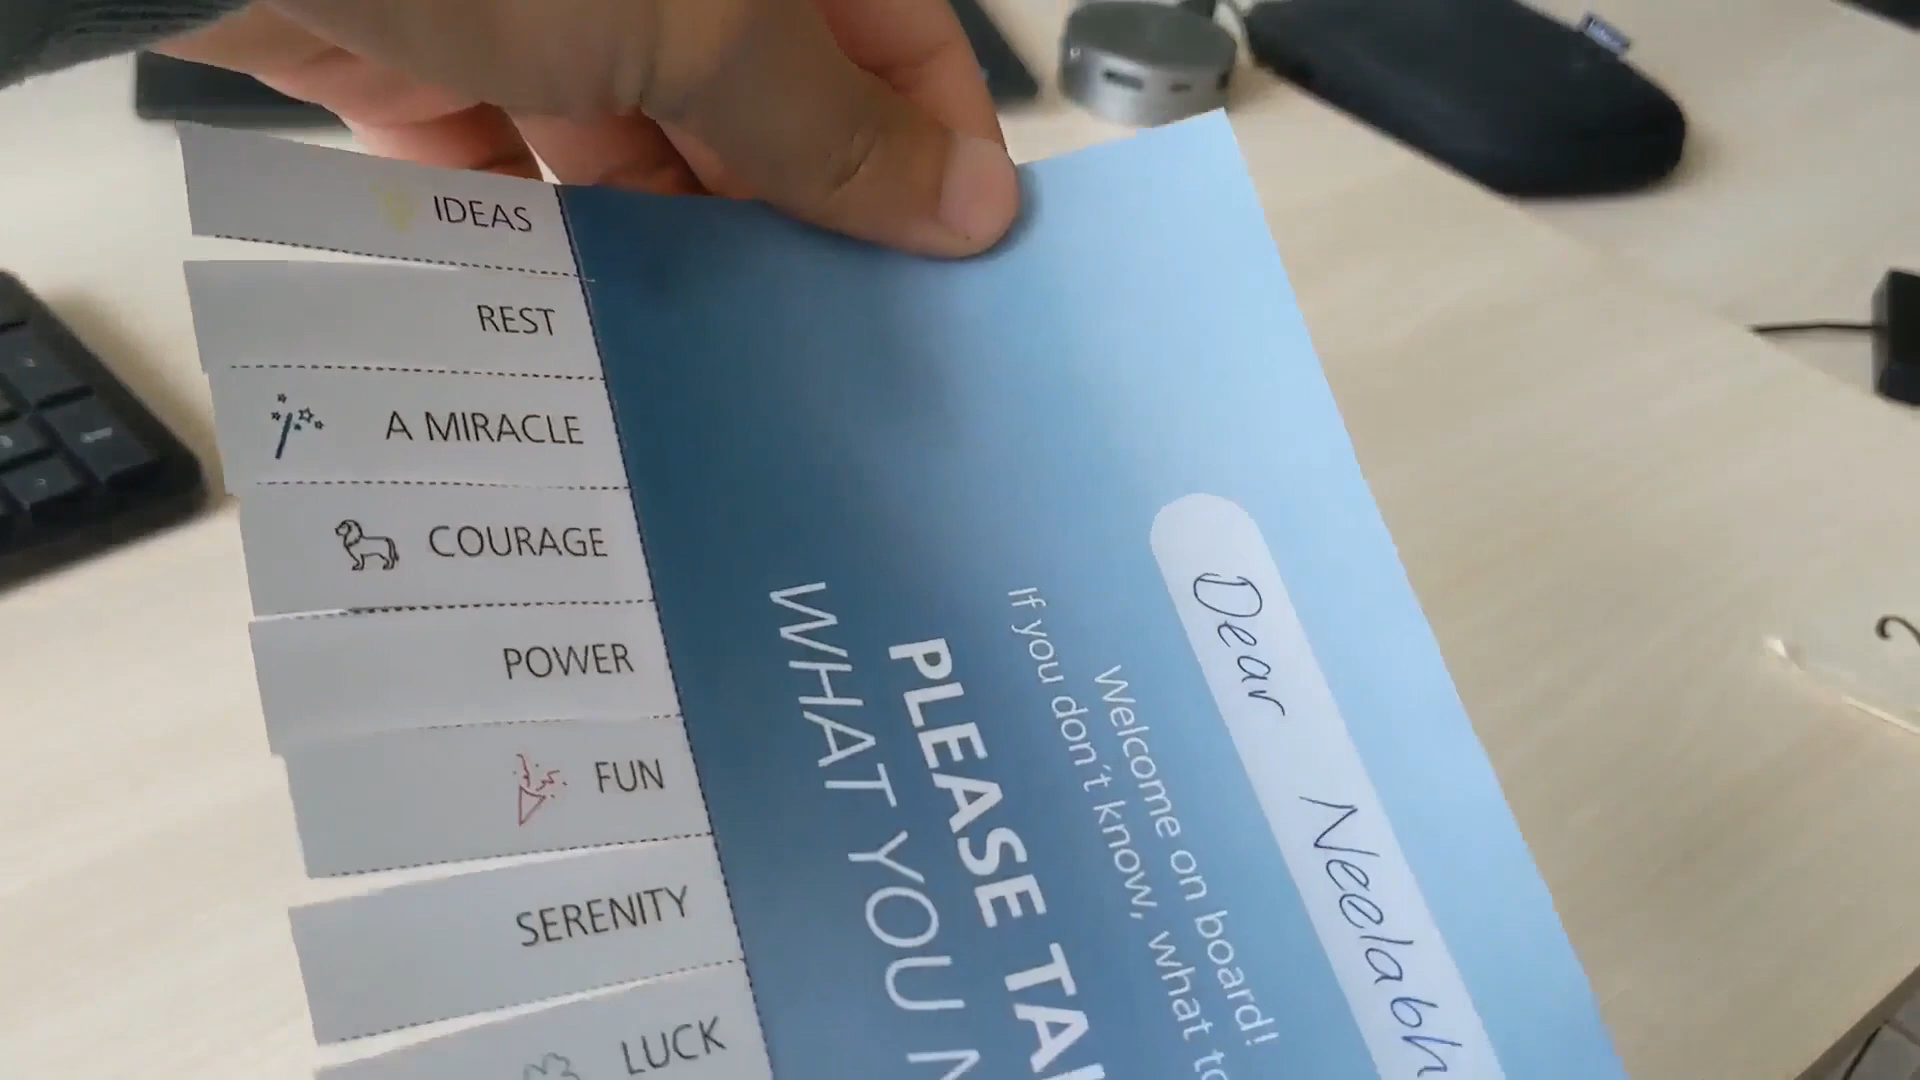 IDEAS
REST
A MIRACLE
COURAGE
POWER
FUN
SERENITY
LUCK
Dear Neelabh
Welcome on board!
If you don't know, what to
PLEASE TA
WHAT YOU